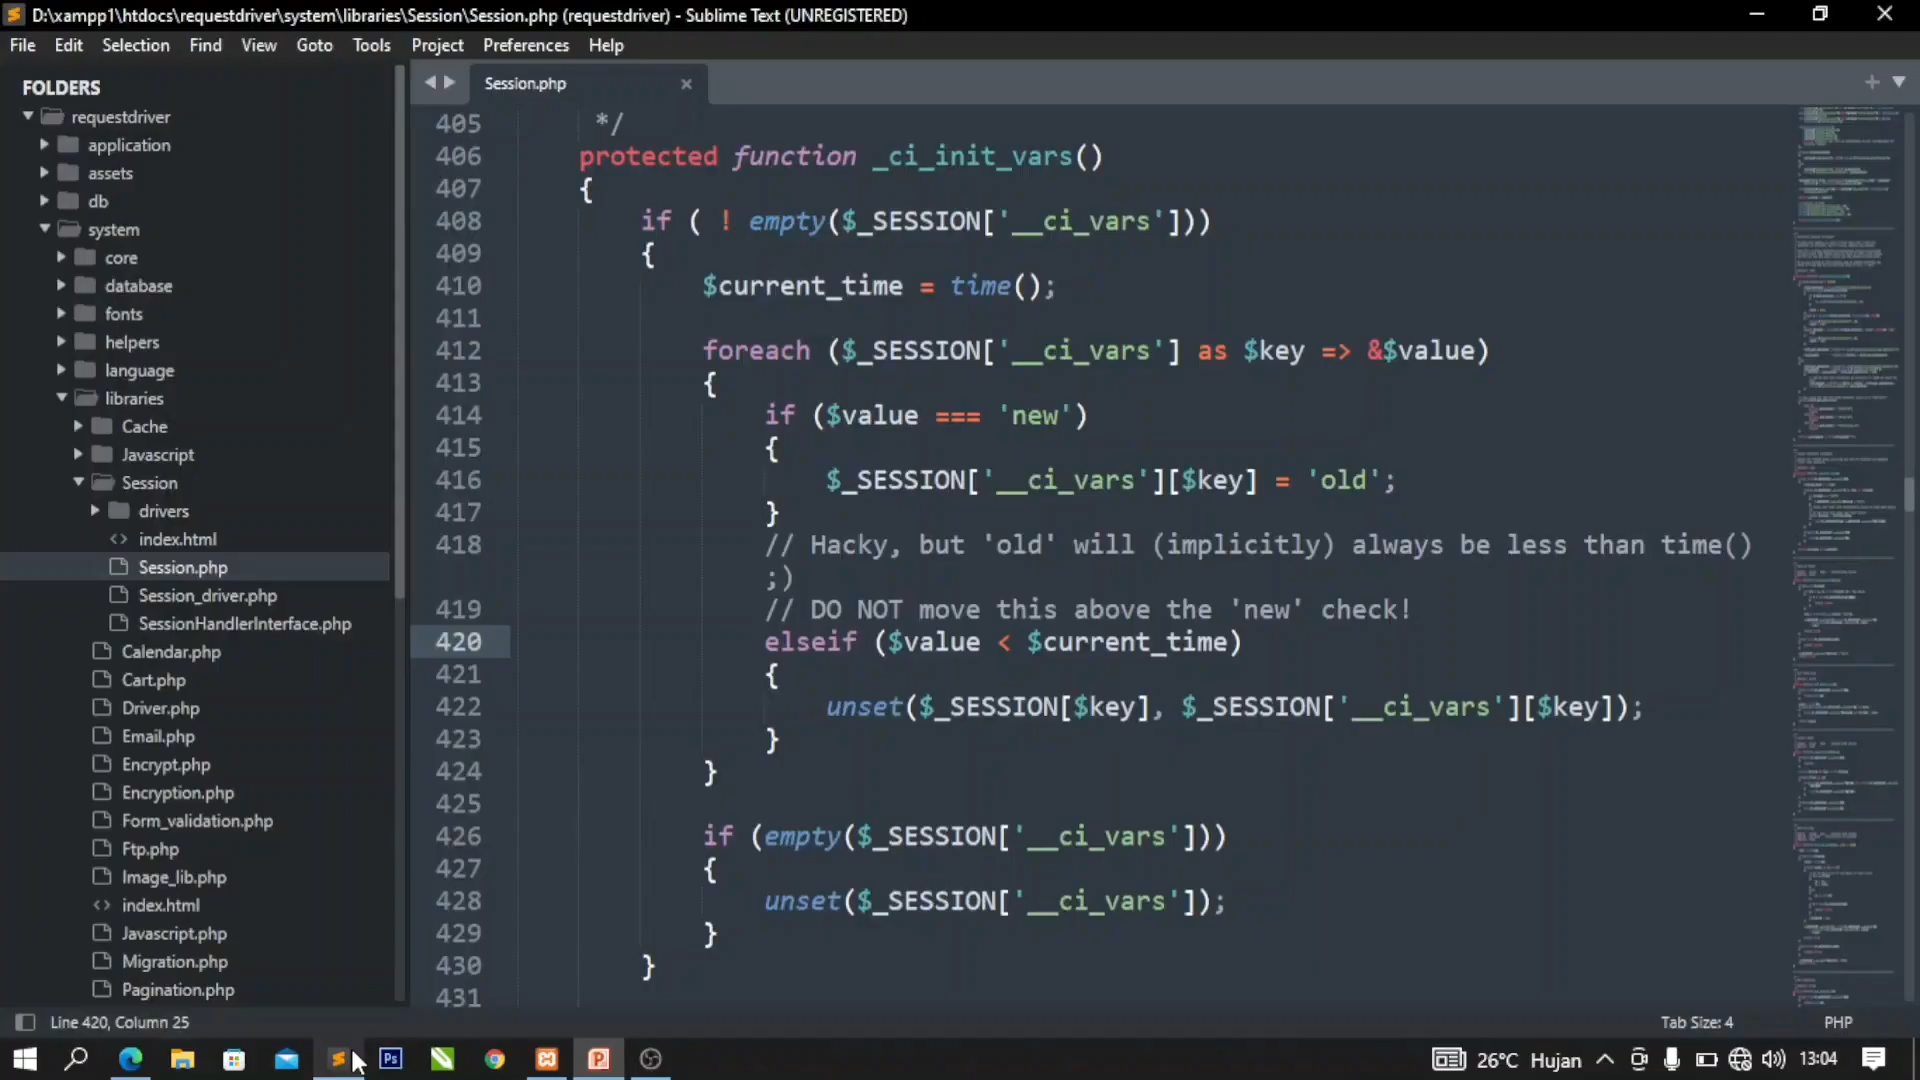 D:\xampp1\htdocs\requestdriver\system\libraries\Session\Session.php (requestdriver) - Sublime Text (UNREGISTERED)
File Edit Selection Find View Goto Tools Project Preferences Help
FOLDERS
requestdriver
application
assets
db
system
core
database
fonts
helpers
language
libraries
Cache
Javascript
Session
drivers
index.html
Session.php
Session_driver.php
SessionHandlerInterface.php
Calendar.php
Cart.php
Driver.php
Email.php
Encrypt.php
Encryption.php
Form_validation.php
Ftp.php
Image_lib.php
index.html
Javascript.php
Migration.php
Pagination.php
Session.php
405 */
406 protected function _ci_init_vars()
407 {
408 if ( ! empty($_SESSION['__ci_vars']))
409 {
410 $current_time = time();
411
412 foreach ($_SESSION['__ci_vars'] as $key => &$value)
413 {
414 if ($value === 'new')
415 {
416 $_SESSION['__ci_vars'][$key] = 'old';
417 }
418 // Hacky, but 'old' will (implicitly) always be less than time()
;)
419 // DO NOT move this above the 'new' check!
420 elseif ($value < $current_time)
421 {
422 unset($_SESSION[$key], $_SESSION['__ci_vars'][$key]);
423 }
424 }
425
426 if (empty($_SESSION['__ci_vars']))
427 {
428 unset($_SESSION['__ci_vars']);
429 }
430 }
431
Line 420, Column 25
Tab Size: 4
PHP
Ps
26°C Hujan
13:04